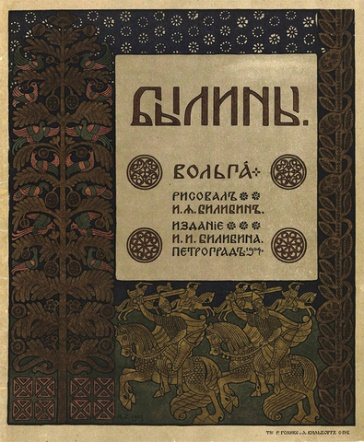 БЫЛИНЫ.
ВОЛЬГА
РИСОВАЛЪ
И.Я. БИЛИБИНЪ.
ИЗДАНІЕ
И.И. БИЛИБИНА.
ПЕТРОГРАДЪ